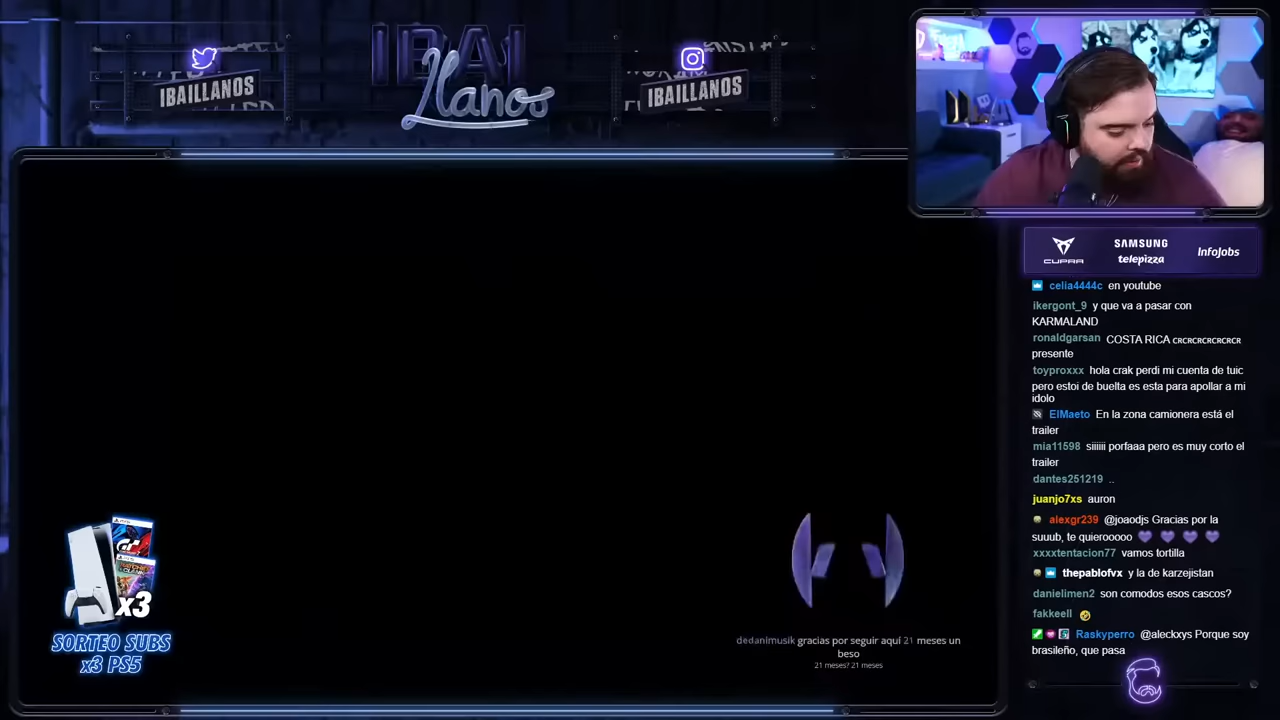 IBAI
Llanos
IBAILLANOS
IBAILLANOS
CUPRA
SAMSUNG
telepizza
InfoJobs
celia4444c en youtube
ikergont_9 y que va a pasar con
KARMALAND
ronaldgarsan COSTA RICA CRCRCRCRCRCR
presente
toyproxxx hola crak perdi mi cuenta de tuic
pero estoi de buelta es esta para apollar a mi
idolo
ElMaeto En la zona camionera está el
trailer
mia11598 siiiiii porfaaa pero es muy corto el
trailer
dantes251219 ..
juanjo7xs auron
alexgr239 @joaodjs Gracias por la
suuub, te quierooooo 💜 💜 💜 💜
xxxxtentacion77 vamos tortilla
thepablofvx y la de karzejistan
danielimen2 son comodos esos cascos?
fakkeell 🤣
Raskyperro @aleckxys Porque soy
brasileño, que pasa
x3
SORTEO SUBS
x3 PS5
dedanimusik gracias por seguir aquí 21 meses un
beso
21 meses? 21 meses